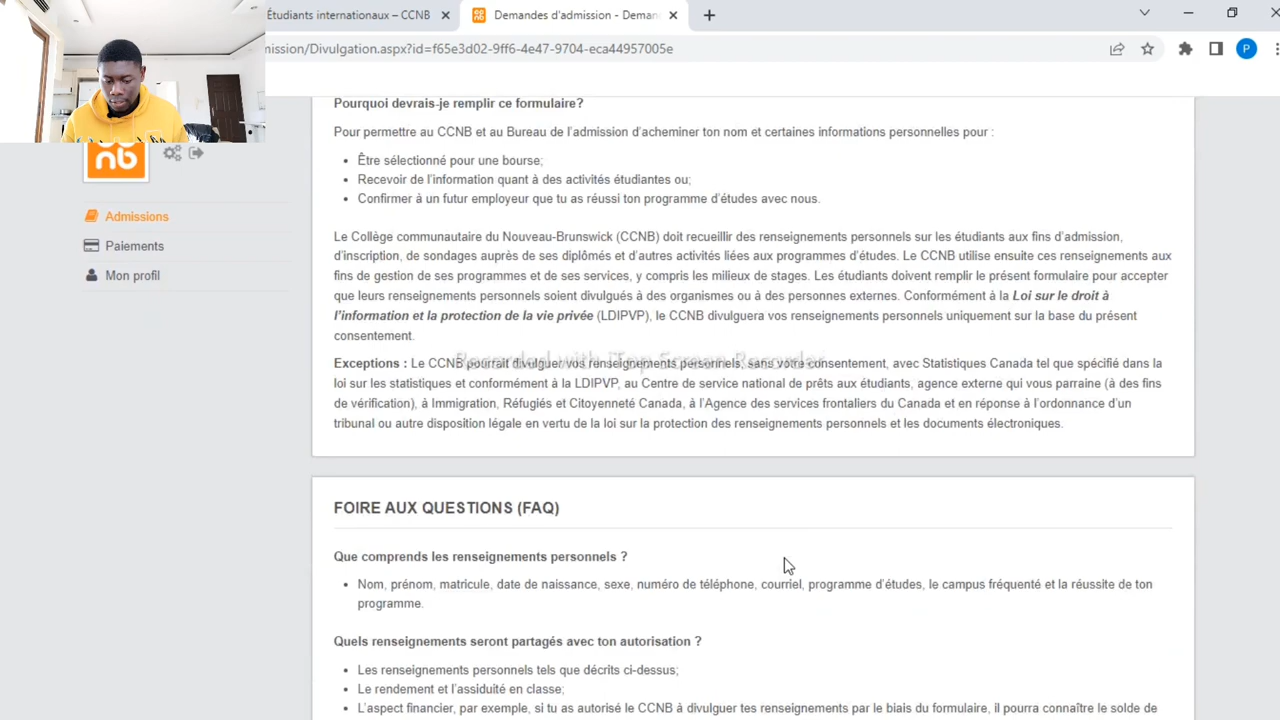 Étudiants internationaux – CCNB
Demandes d'admission - Deman
mission/Divulgation.aspx?id=f65e3d02-9ff6-4e47-9704-eca44957005e
P
nb
Admissions
Paiements
Mon profil
Pourquoi devrais-je remplir ce formulaire?
Pour permettre au CCNB et au Bureau de l'admission d'acheminer ton nom et certaines informations personnelles pour :
• Être sélectionné pour une bourse;
• Recevoir de l'information quant à des activités étudiantes ou;
• Confirmer à un futur employeur que tu as réussi ton programme d'études avec nous.
Le Collège communautaire du Nouveau-Brunswick (CCNB) doit recueillir des renseignements personnels sur les étudiants aux fins d'admission,
d'inscription, de sondages auprès de ses diplômés et d'autres activités liées aux programmes d'études. Le CCNB utilise ensuite ces renseignements aux
fins de gestion de ses programmes et de ses services, y compris les milieux de stages. Les étudiants doivent remplir le présent formulaire pour accepter
que leurs renseignements personnels soient divulgués à des organismes ou à des personnes externes. Conformément à la Loi sur le droit à
l'information et la protection de la vie privée (LDIPVP), le CCNB divulguera vos renseignements personnels uniquement sur la base du présent
consentement.
Recorded with iTop Screen Recorder
Exceptions : Le CCNB pourrait divulguer vos renseignements personnels, sans votre consentement, avec Statistiques Canada tel que spécifié dans la
loi sur les statistiques et conformément à la LDIPVP, au Centre de service national de prêts aux étudiants, agence externe qui vous parraine (à des fins
de vérification), à Immigration, Réfugiés et Citoyenneté Canada, à l'Agence des services frontaliers du Canada et en réponse à l'ordonnance d'un
tribunal ou autre disposition légale en vertu de la loi sur la protection des renseignements personnels et les documents électroniques.
FOIRE AUX QUESTIONS (FAQ)
Que comprends les renseignements personnels ?
• Nom, prénom, matricule, date de naissance, sexe, numéro de téléphone, courriel, programme d'études, le campus fréquenté et la réussite de ton
programme.
Quels renseignements seront partagés avec ton autorisation ?
• Les renseignements personnels tels que décrits ci-dessus;
• Le rendement et l'assiduité en classe;
• L'aspect financier, par exemple, si tu as autorisé le CCNB à divulguer tes renseignements par le biais du formulaire, il pourra connaître le solde de